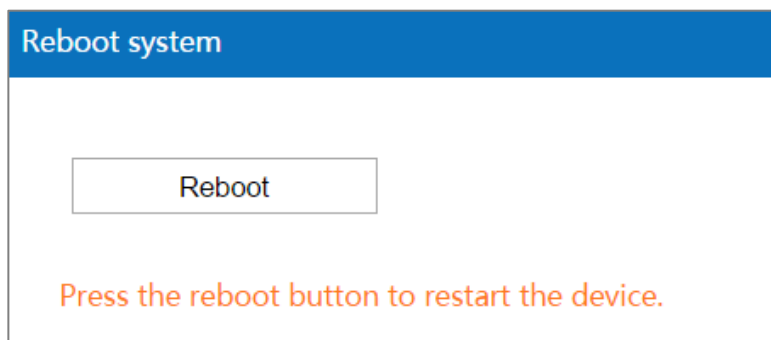 Reboot system
Reboot
Press the reboot button to restart the device.